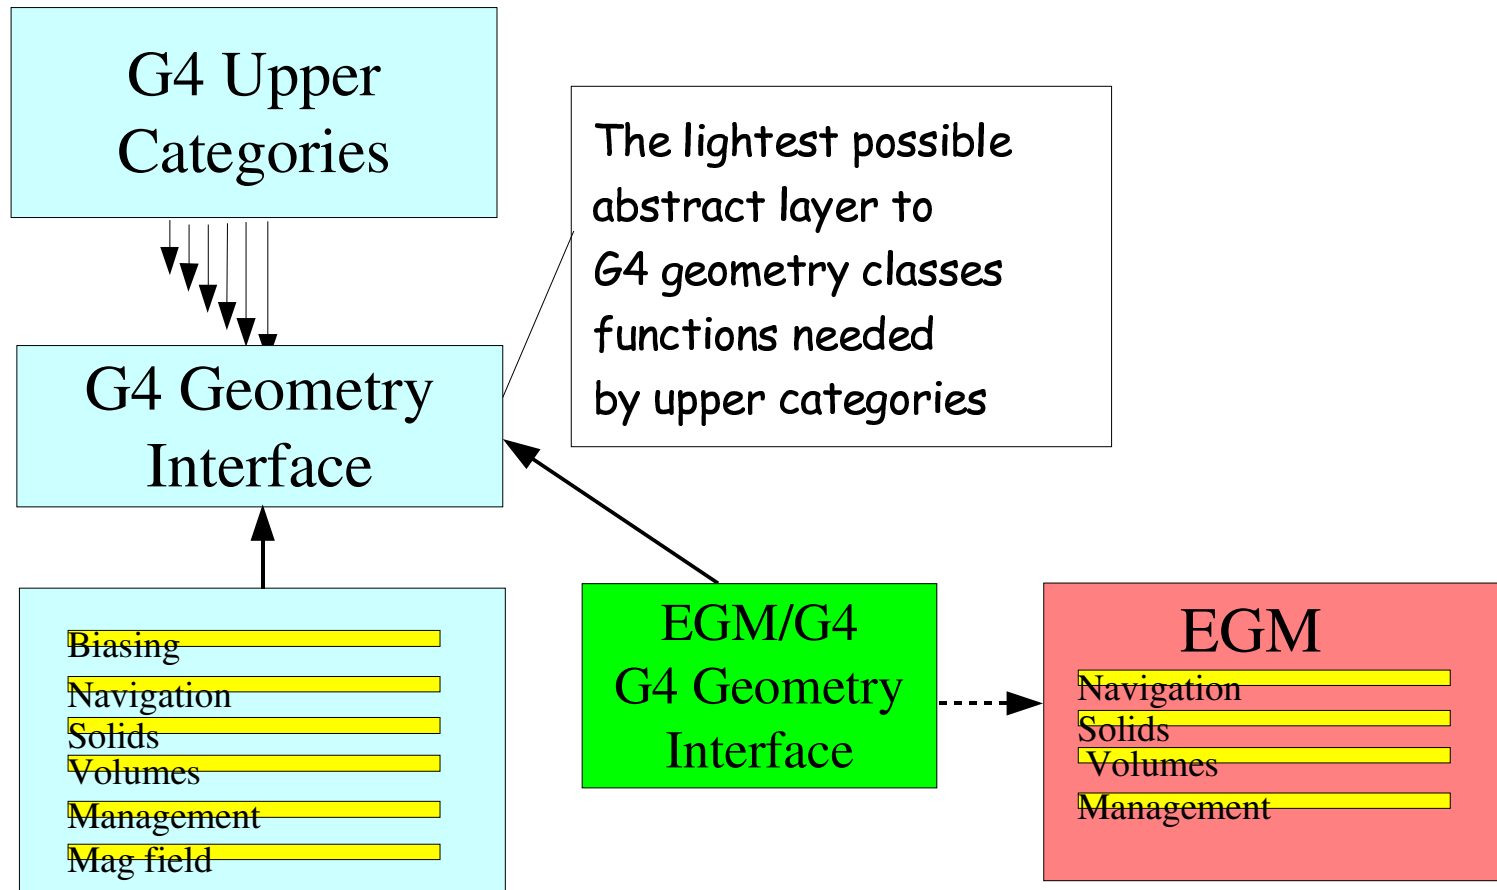 G4 Upper
Categories
The lightest possible
abstract layer to
G4 geometry classes
functions needed
by upper categories
G4 Geometry
Interface
Biasing
Navigation
Solids
Volumes
Management
Mag field
EGM/G4
G4 Geometry
Interface
EGM
Navigation
Solids
Volumes
Management